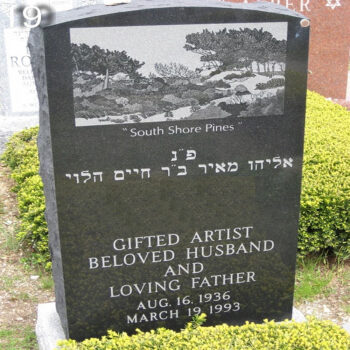 "South Shore Pines"
פ״נ
אליהו מאיר ב״ר חיים הלוי
GIFTED ARTIST
BELOVED HUSBAND
AND
LOVING FATHER
AUG. 16. 1936
MARCH 19. 1993
9